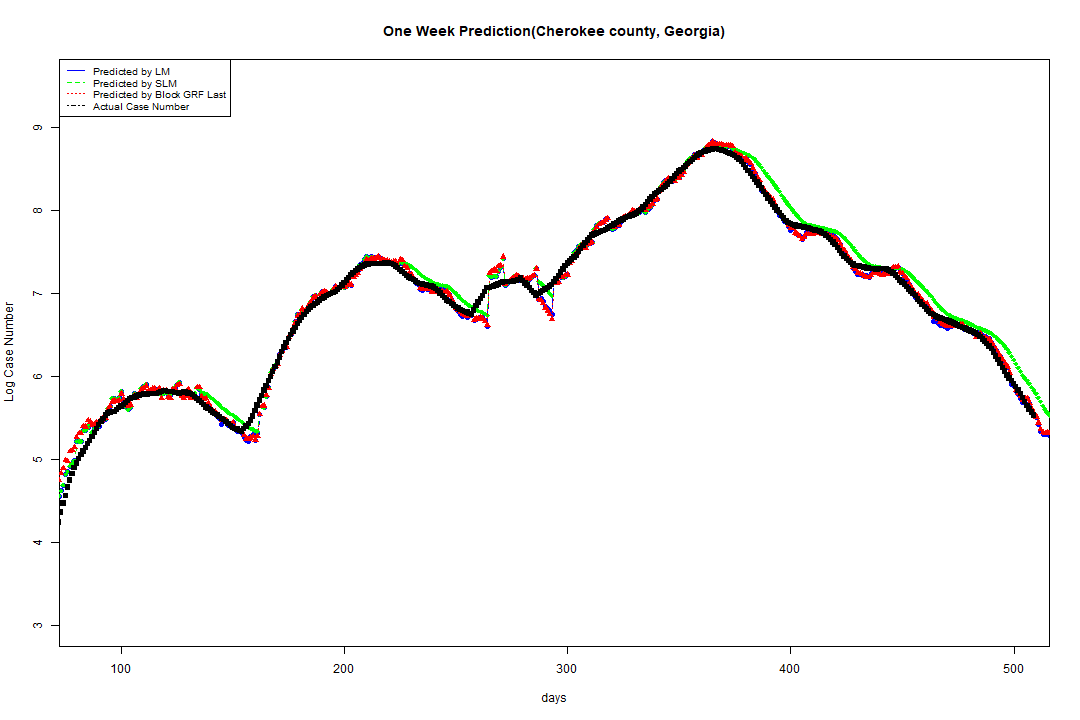 One Week Prediction(Cherokee county, Georgia)
Predicted by LM
Predicted by SLM
Predicted by Block GRF Last
Actual Case Number
Log Case Number
9
8
7
6
5
4
3
100 200 300 400 500
days